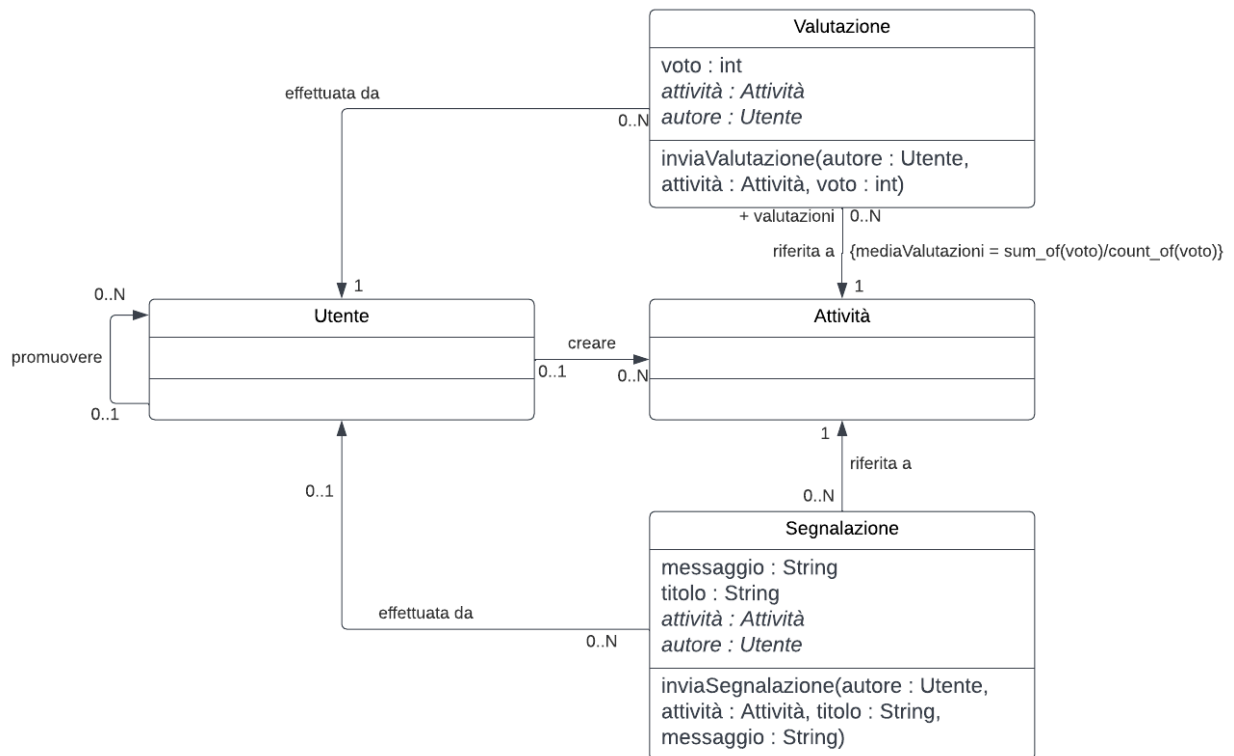 Valutazione
voto : int
attività : Attività
autore : Utente
inviaValutazione(autore : Utente,
attività : Attività, voto : int)
effettuata da
0..N
+ valutazioni
0..N
riferita a
{mediaValutazioni = sum_of(voto)/count_of(voto)}
1
1
0..N
Utente
promuovere
0..1
creare
0..1
0..N
Attività
1
riferita a
0..N
0..1
effettuata da
0..N
Segnalazione
messaggio : String
titolo : String
attività : Attività
autore : Utente
inviaSegnalazione(autore : Utente,
attività : Attività, titolo : String,
messaggio : String)